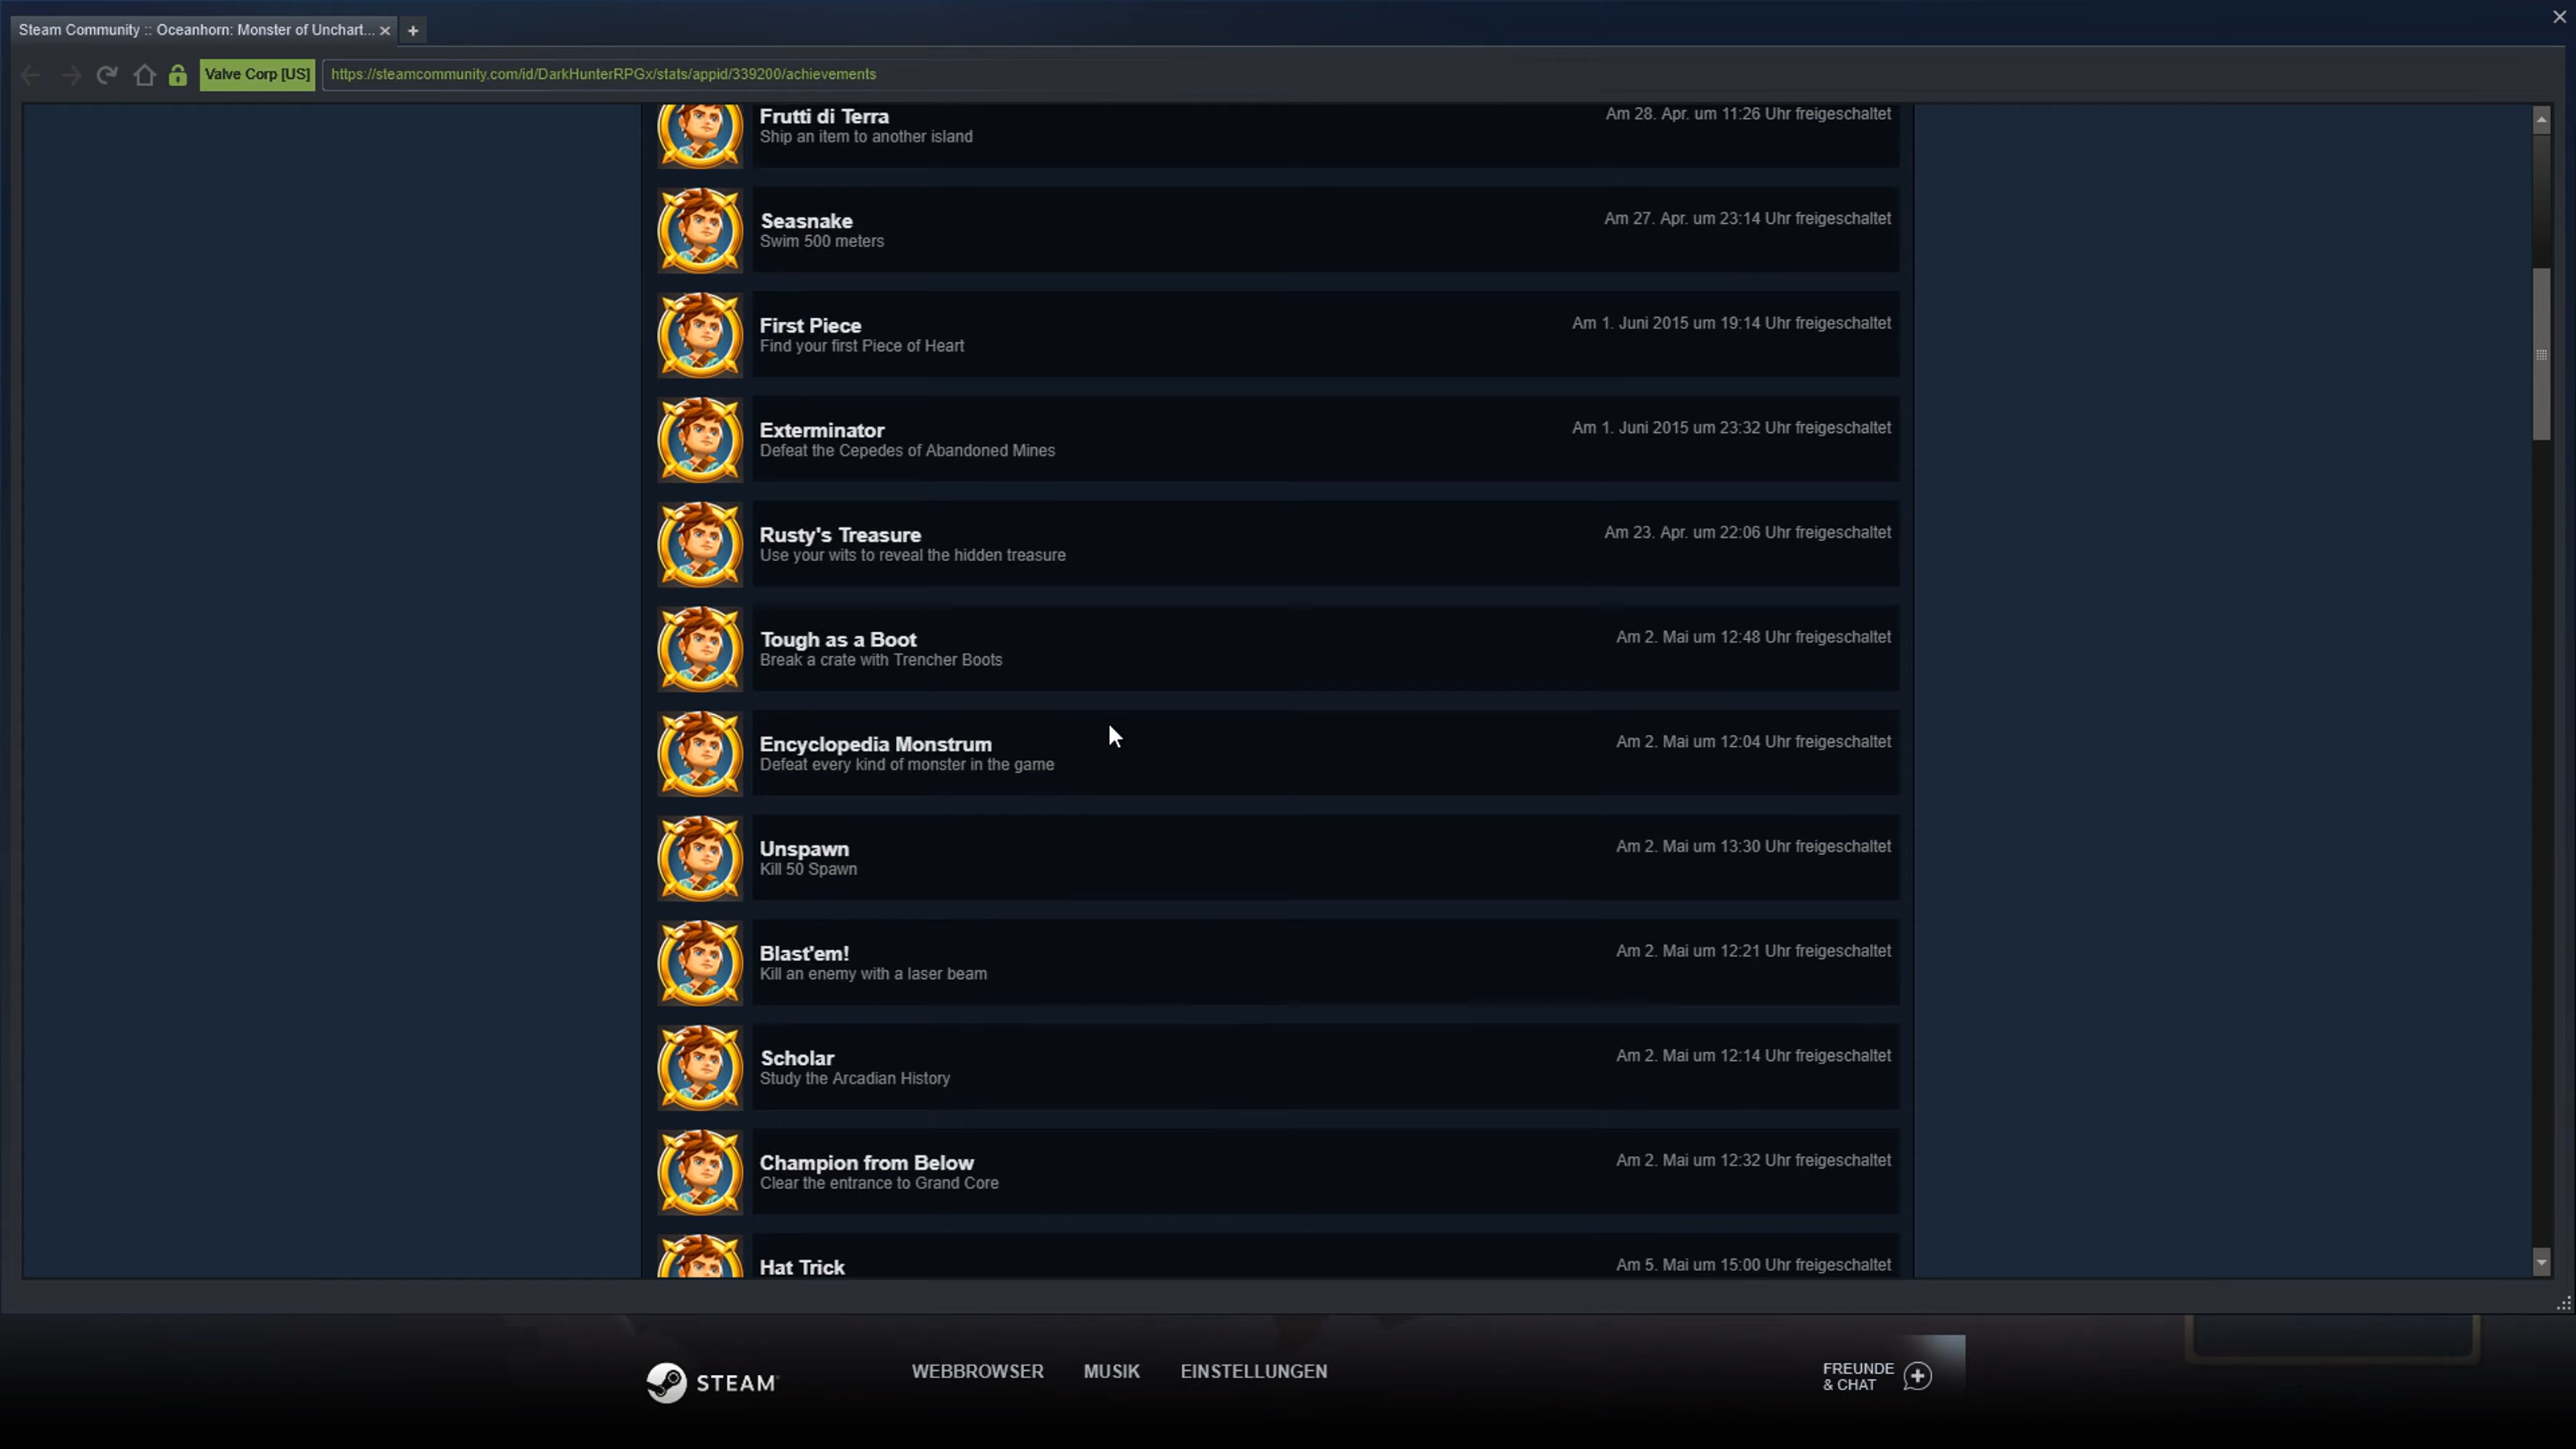 Steam Community :: Oceanhorn: Monster of Unchart...
Valve Corp [US]
https://steamcommunity.com/id/DarkHunterRPGx/stats/appid/339200/achievements
Frutti di Terra
Am 28. Apr. um 11:26 Uhr freigeschaltet
Ship an item to another island
Seasnake
Am 27. Apr. um 23:14 Uhr freigeschaltet
Swim 500 meters
First Piece
Am 1. Juni 2015 um 19:14 Uhr freigeschaltet
Find your first Piece of Heart
Exterminator
Am 1. Juni 2015 um 23:32 Uhr freigeschaltet
Defeat the Cepedes of Abandoned Mines
Rusty's Treasure
Am 23. Apr. um 22:06 Uhr freigeschaltet
Use your wits to reveal the hidden treasure
Tough as a Boot
Am 2. Mai um 12:48 Uhr freigeschaltet
Break a crate with Trencher Boots
Encyclopedia Monstrum
Am 2. Mai um 12:04 Uhr freigeschaltet
Defeat every kind of monster in the game
Unspawn
Am 2. Mai um 13:30 Uhr freigeschaltet
Kill 50 Spawn
Blast'em!
Am 2. Mai um 12:21 Uhr freigeschaltet
Kill an enemy with a laser beam
Scholar
Am 2. Mai um 12:14 Uhr freigeschaltet
Study the Arcadian History
Champion from Below
Am 2. Mai um 12:32 Uhr freigeschaltet
Clear the entrance to Grand Core
Hat Trick
Am 5. Mai um 15:00 Uhr freigeschaltet
STEAM
WEBBROWSER
MUSIK
EINSTELLUNGEN
FREUNDE
& CHAT